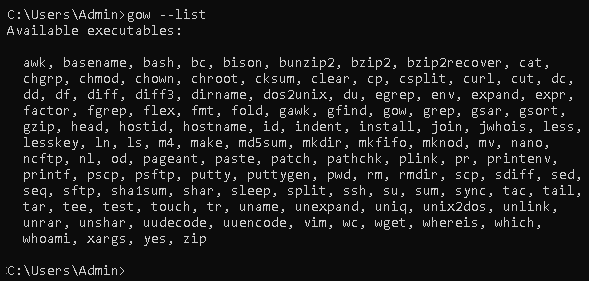 C:\Users\Admin>gow --list
Available executables:
awk, basename, bash, bc, bison, bunzip2, bzip2, bzip2recover, cat,
chgrp, chmod, chown, chroot, cksum, clear, cp, csplit, curl, cut, dc,
dd, df, diff, diff3, dirname, dos2unix, du, egrep, env, expand, expr,
factor, fgrep, flex, fmt, fold, gawk, gfind, gow, grep, gsar, gsort,
gzip, head, hostid, hostname, id, indent, install, join, jwhois, less,
lesskey, ln, ls, m4, make, md5sum, mkdir, mkfifo, mknod, mv, nano,
ncftp, nl, od, pageant, paste, patch, pathchk, plink, pr, printenv,
printf, pscp, psftp, putty, puttygen, pwd, rm, rmdir, scp, sdiff, sed,
seq, sftp, sha1sum, shar, sleep, split, ssh, su, sum, sync, tac, tail,
tar, tee, test, touch, tr, uname, unexpand, uniq, unix2dos, unlink,
unrar, unshar, uudecode, uuencode, vim, wc, wget, whereis, which,
whoami, xargs, yes, zip
C:\Users\Admin>